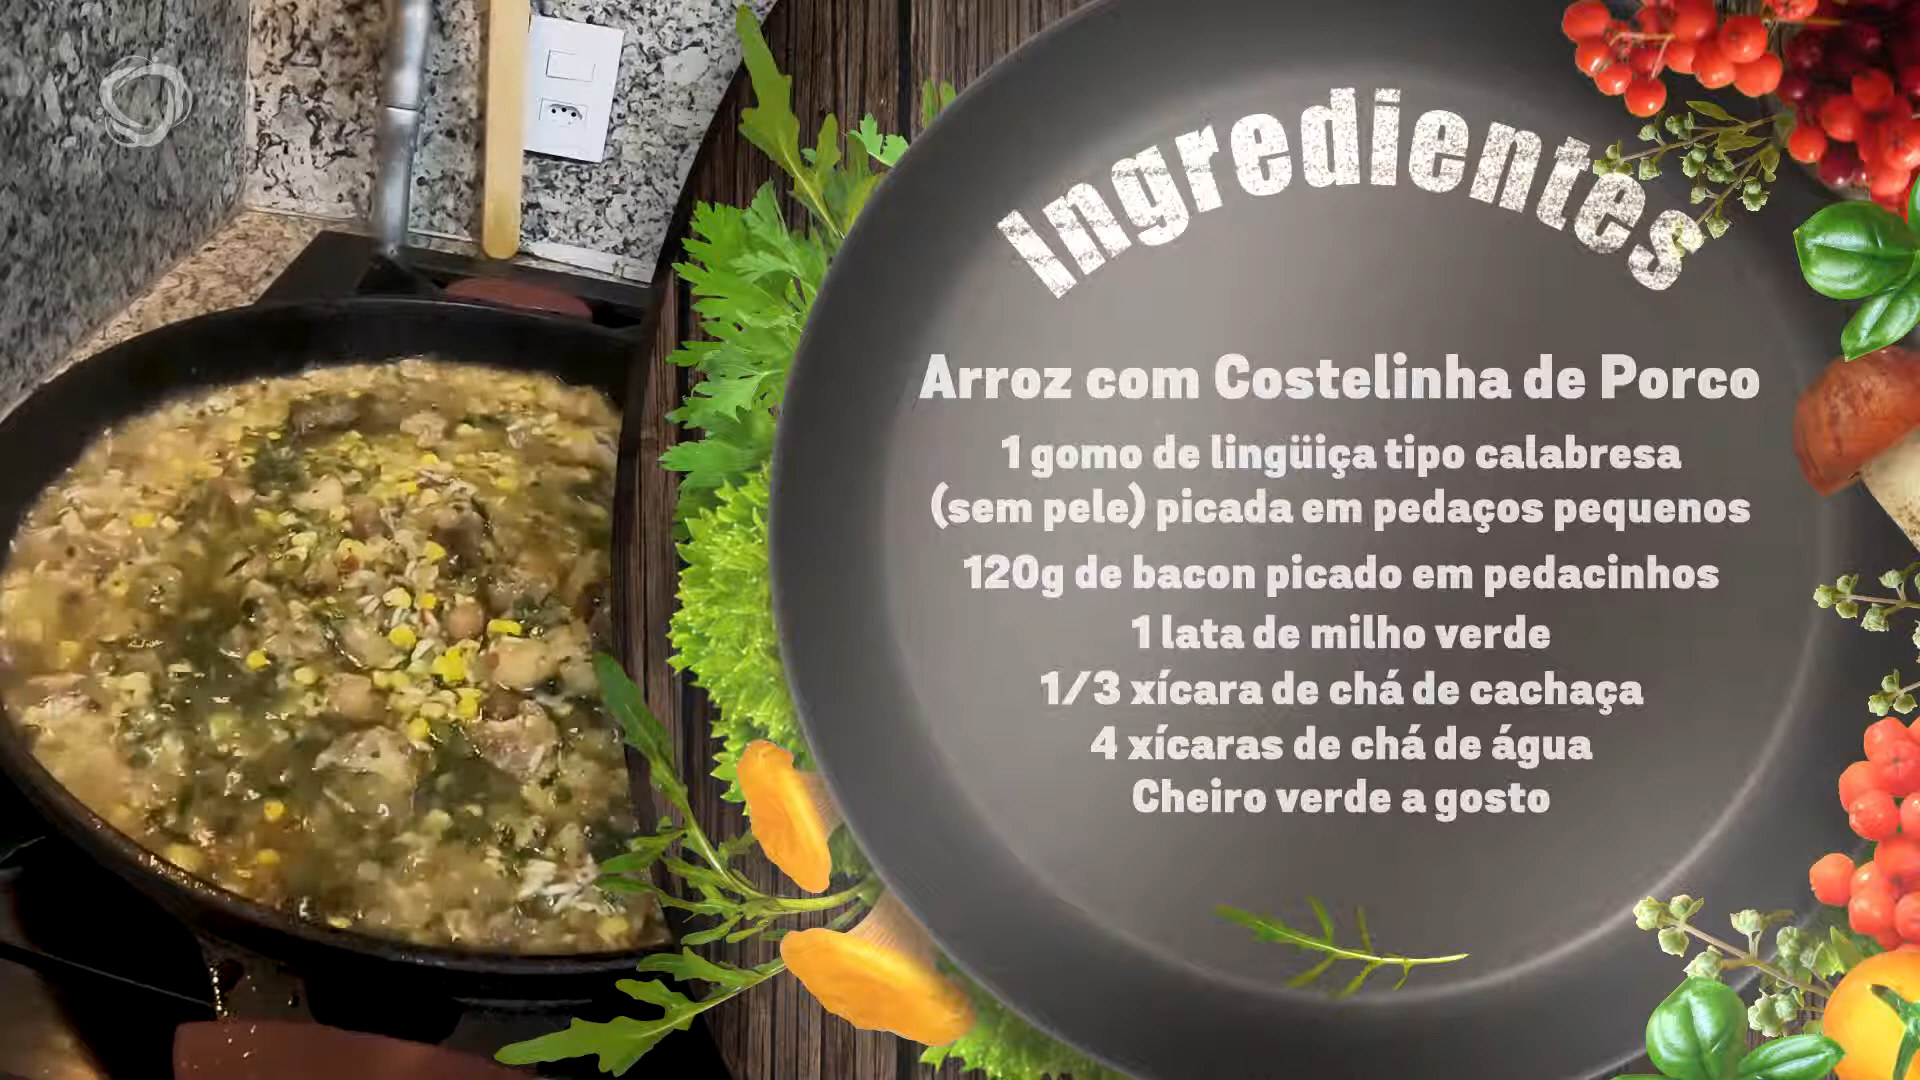 Ingredientes
Arroz com Costelinha de Porco
1 gomo de lingüiça tipo calabresa
(sem pele) picada em pedaços pequenos
120g de bacon picado em pedacinhos
1 lata de milho verde
1/3 xícara de chá de cachaça
4 xícaras de chá de água
Cheiro verde a gosto